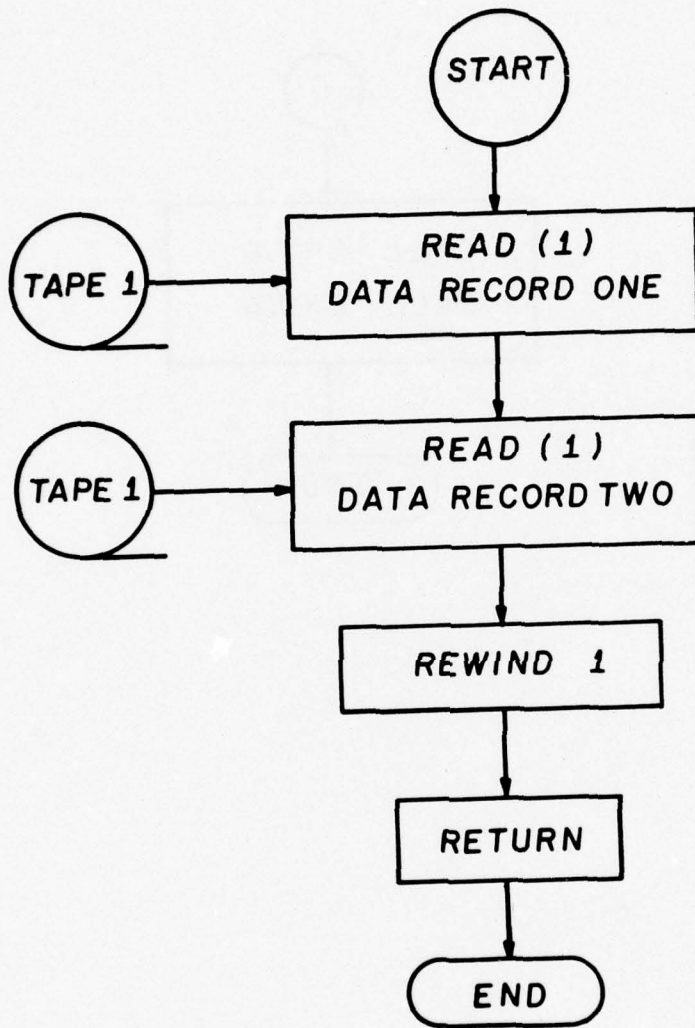 START
READ (1)
DATA RECORD ONE
TAPE 1
READ (1)
DATA RECORD TWO
TAPE 1
REWIND 1
RETURN
END